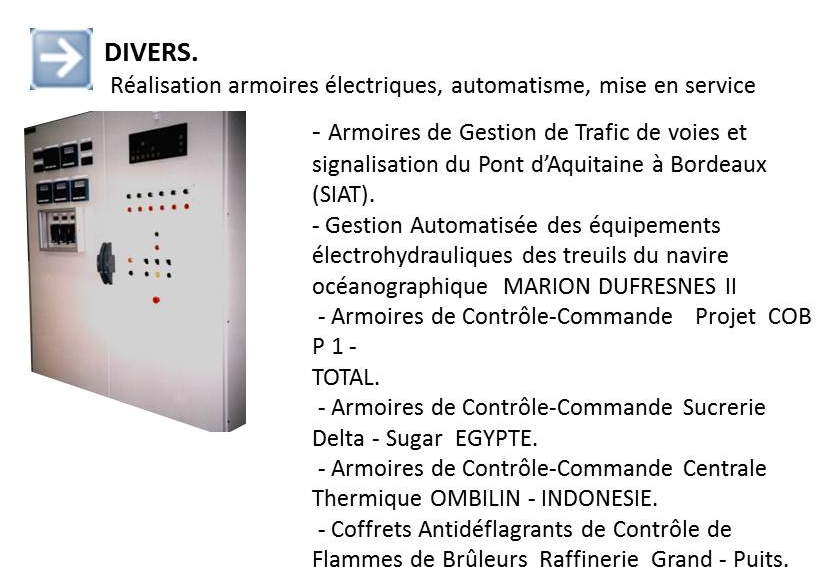 DIVERS.
Réalisation armoires électriques, automatisme, mise en service
- Armoires de Gestion de Trafic de voies et
signalisation du Pont d’Aquitaine à Bordeaux
(SIAT).
- Gestion Automatisée des équipements
électrohydrauliques des treuils du navire
océanographique MARION DUFRESNES II
- Armoires de Contrôle-Commande Projet COB
P 1 -
TOTAL.
- Armoires de Contrôle-Commande Sucrerie
Delta - Sugar EGYPTE.
- Armoires de Contrôle-Commande Centrale
Thermique OMBILIN - INDONESIE.
- Coffrets Antidéflagrants de Contrôle de
Flammes de Brûleurs Raffinerie Grand - Puits.